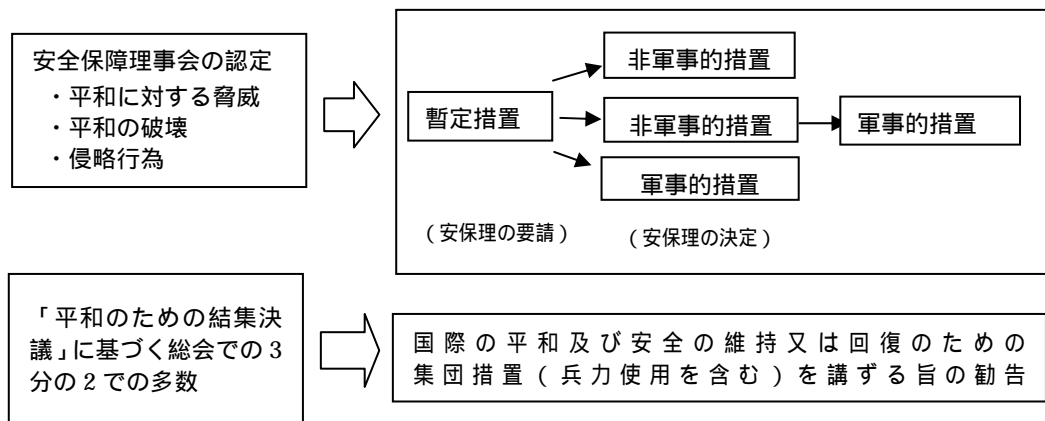 安全保障理事会の認定
・平和に対する脅威
・平和の破壊
・侵略行為
暫定措置
非軍事的措置
非軍事的措置
軍事的措置
軍事的措置
(安保理の要請)
(安保理の決定)
「平和のための結集決
議」に基づく総会での3
分の2での多数
国際の平和及び安全の維持又は回復のための
集団措置(兵力使用を含む)を講ずる旨の勧告